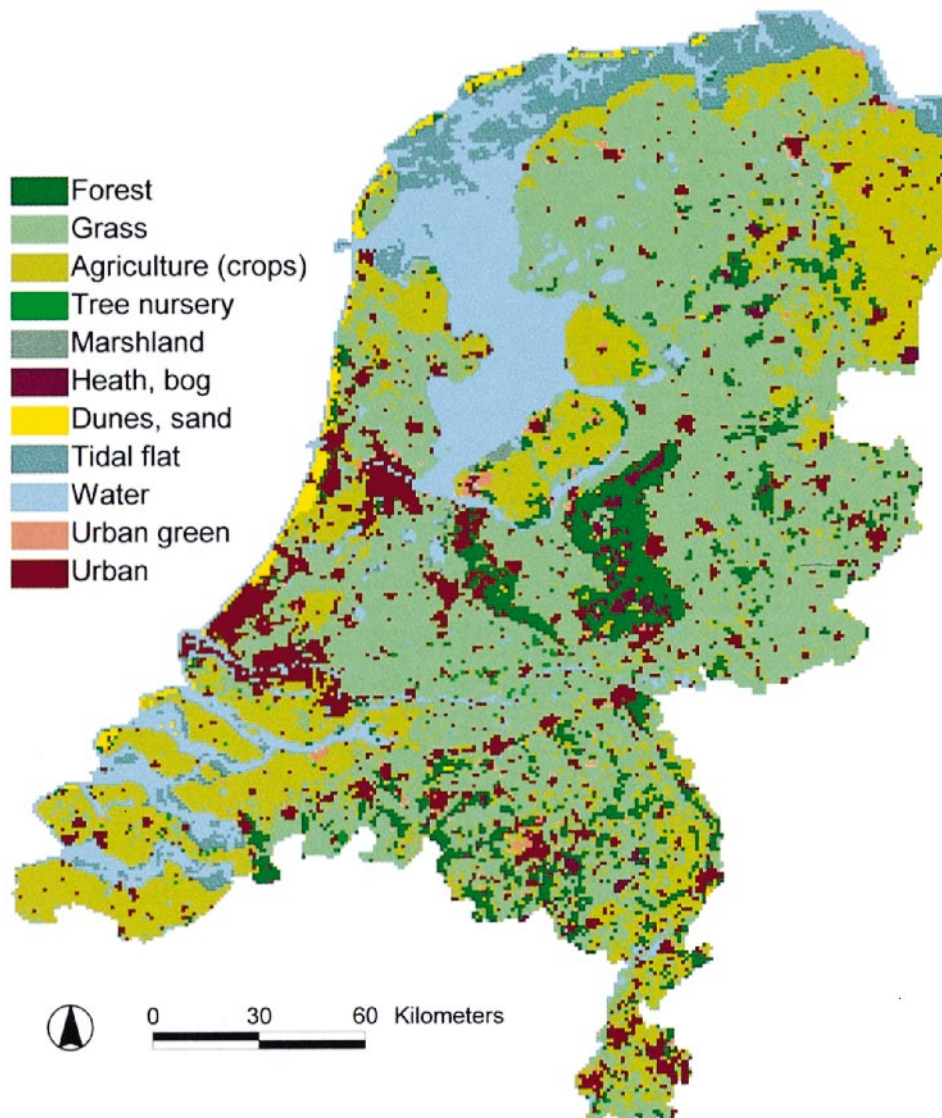 Forest
Grass
Agriculture (crops)
Tree nursery
Marshland
Heath, bog
Dunes, sand
Tidal flat
Water
Urban green
Urban
0 30 60 Kilometers